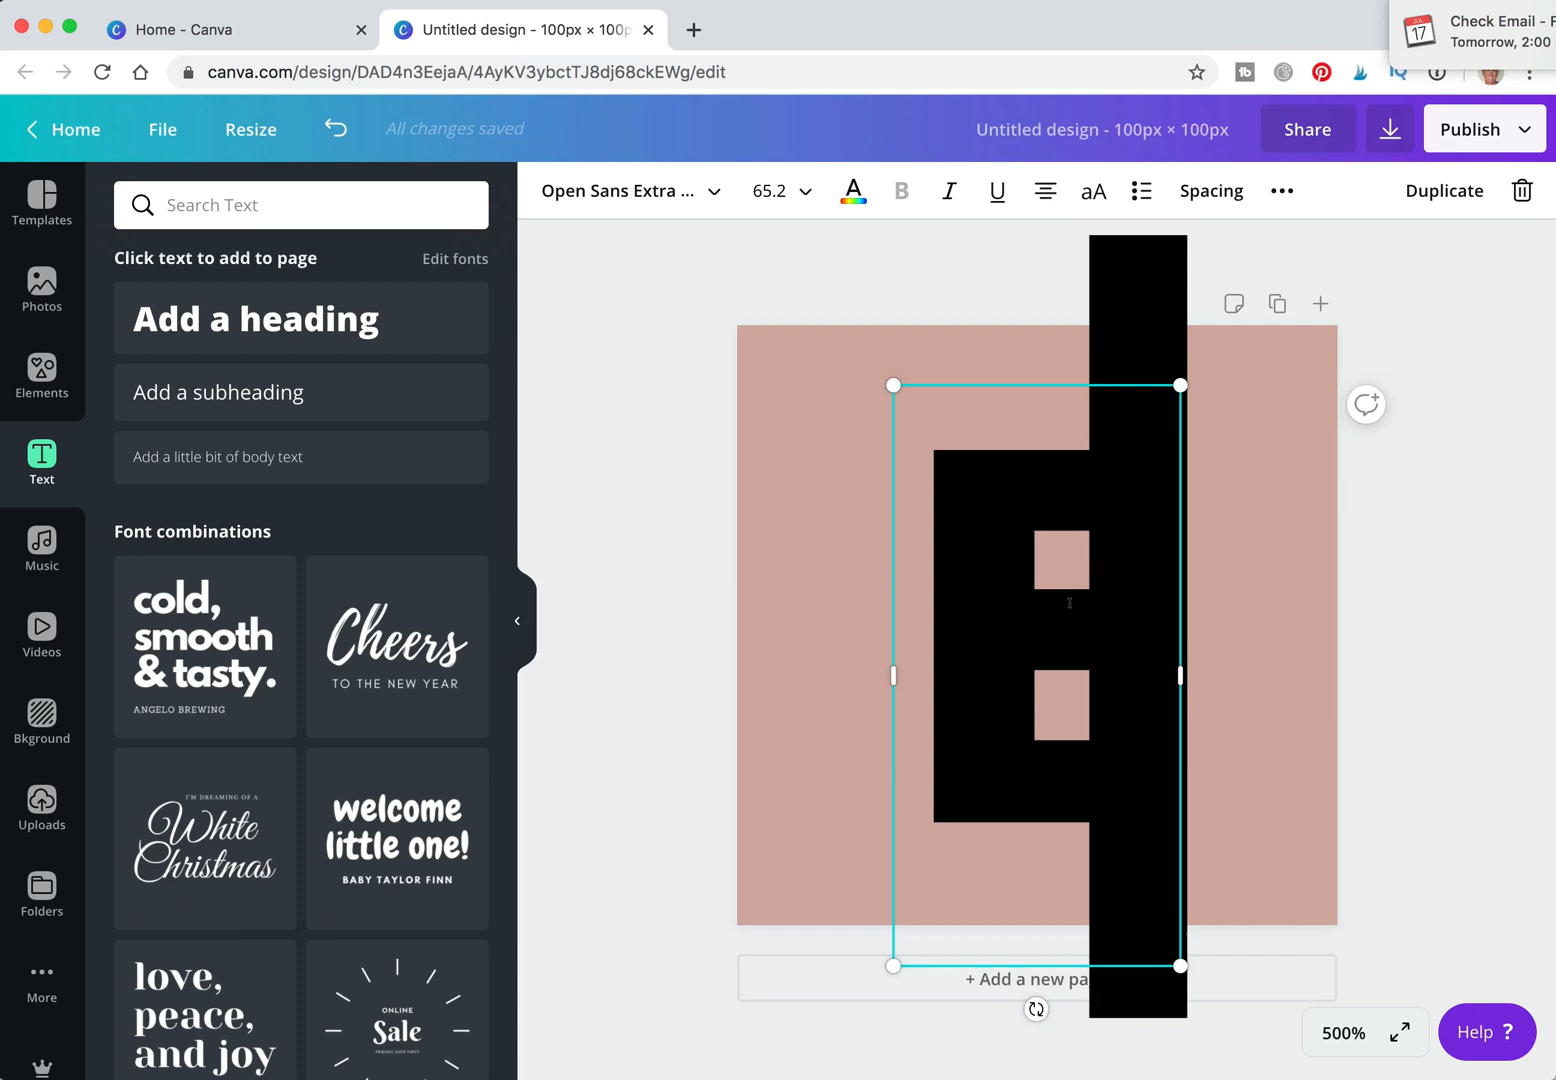 Home - Canva
Untitled design - 100px × 100p
Check Email - F
Tomorrow, 2:00
JUL
17
canva.com/design/DAD4n3EejaA/4AyKV3ybctTJ8dj68ckEWg/edit
Home
File
Resize
All changes saved
Untitled design - 100px × 100px
Share
Publish
Templates
Photos
Elements
Text
Music
Videos
Bkground
Uploads
Folders
More
Search Text
Click text to add to page
Edit fonts
Add a heading
Add a subheading
Add a little bit of body text
Font combinations
cold,
smooth
& tasty.
ANGELO BREWING
Cheers
TO THE NEW YEAR
I'M DREAMING OF A
White
Christmas
welcome
little one!
BABY TAYLOR FINN
love,
peace,
and joy
ONLINE
Sale
Open Sans Extra ...
65.2
A
B
I
U
aA
Spacing
Duplicate
B
+ Add a new pa
500%
Help ?